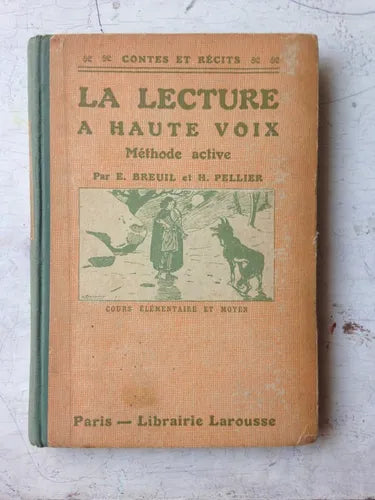 CONTES ET RÉCITS
LA LECTURE
A HAUTE VOIX
Méthode active
Par E. BREUIL et H. PELLIER
COURS ÉLÉMENTAIRE ET MOYEN
Paris — Librairie Larousse